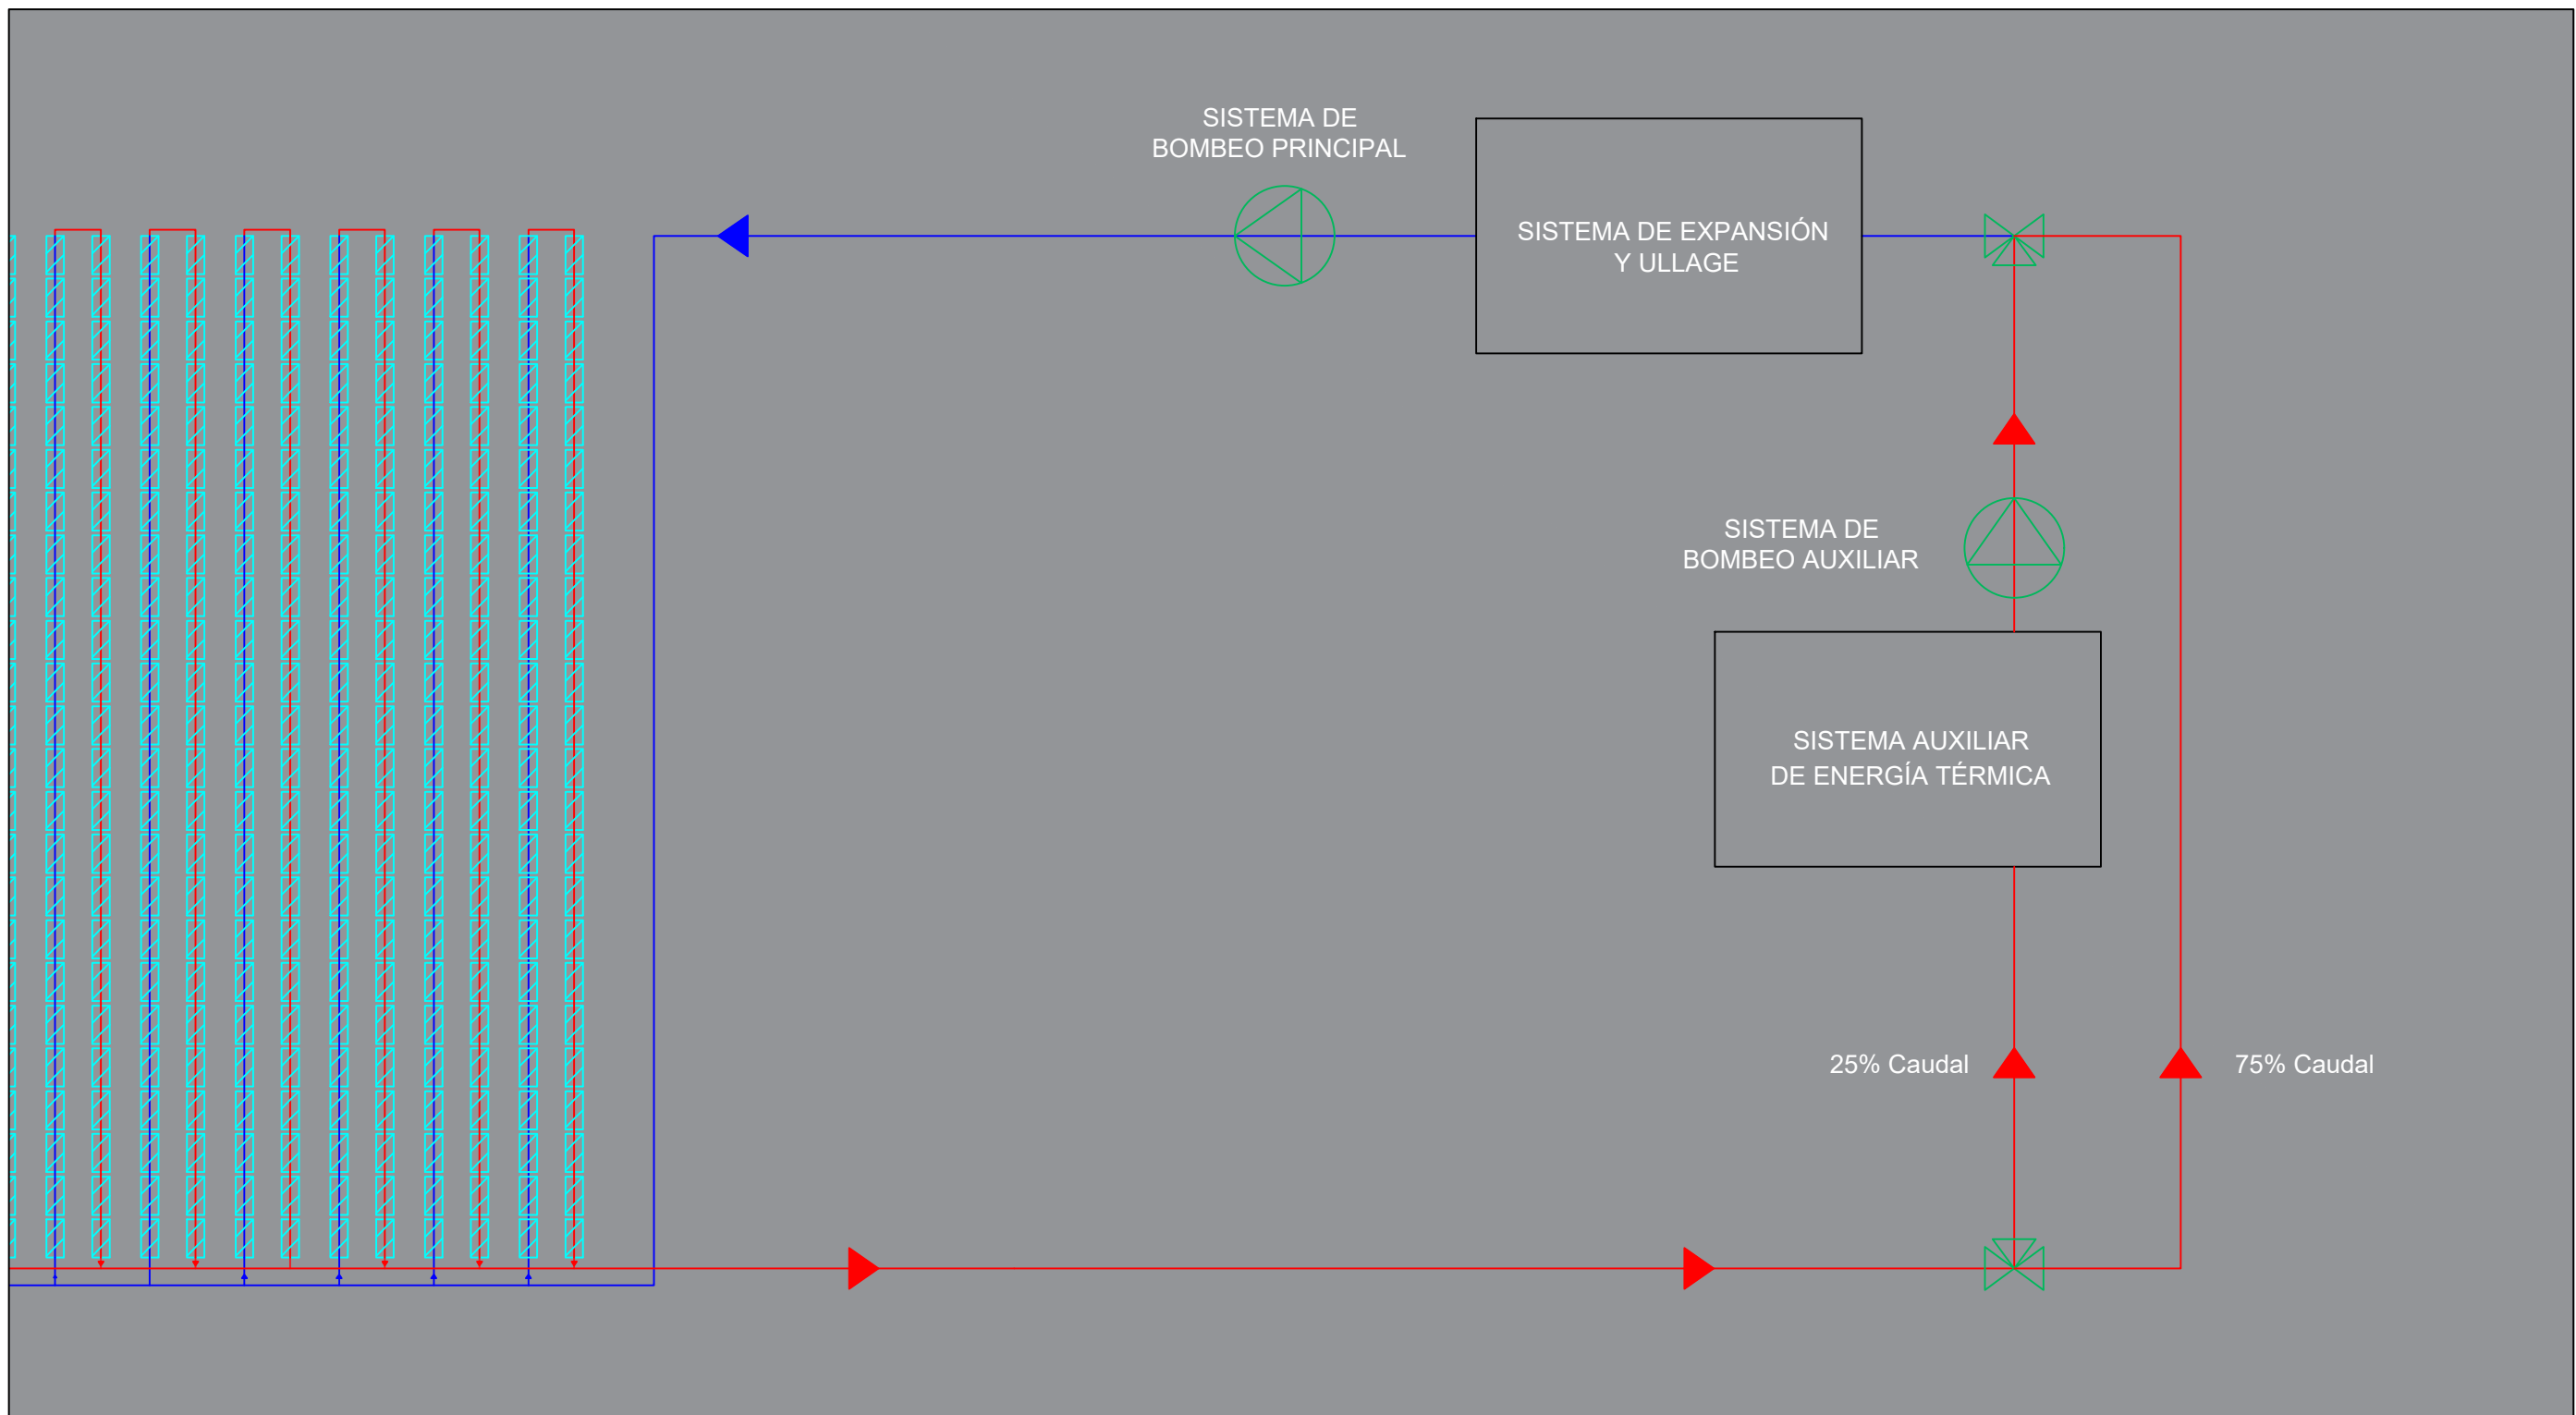 SISTEMA DE
BOMBEO PRINCIPAL
SISTEMA DE EXPANSIÓN
Y ULLAGE
SISTEMA DE
BOMBEO AUXILIAR
SISTEMA AUXILIAR
DE ENERGÍA TÉRMICA
25% Caudal
75% Caudal